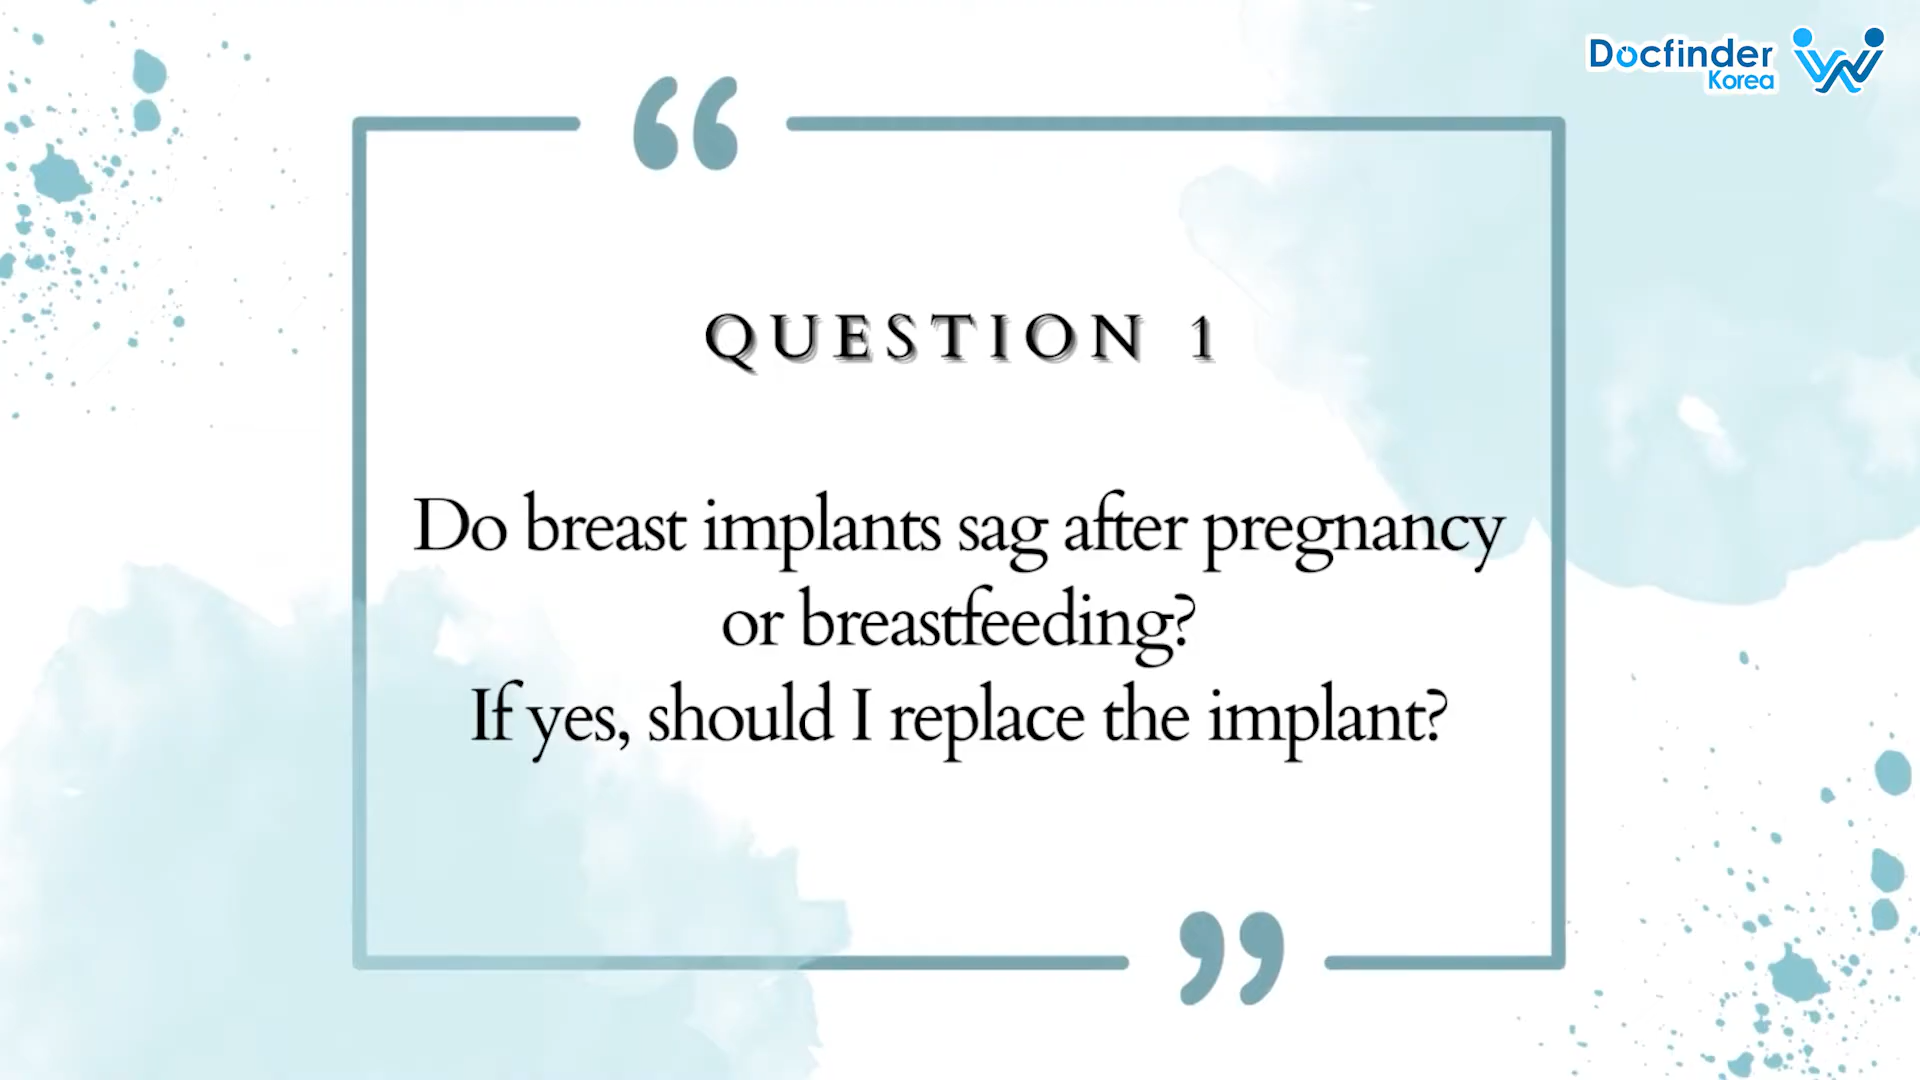 Docfinder
Korea
QUESTION 1
Do breast implants sag after pregnancy
or breastfeeding?
If yes, should I replace the implant?